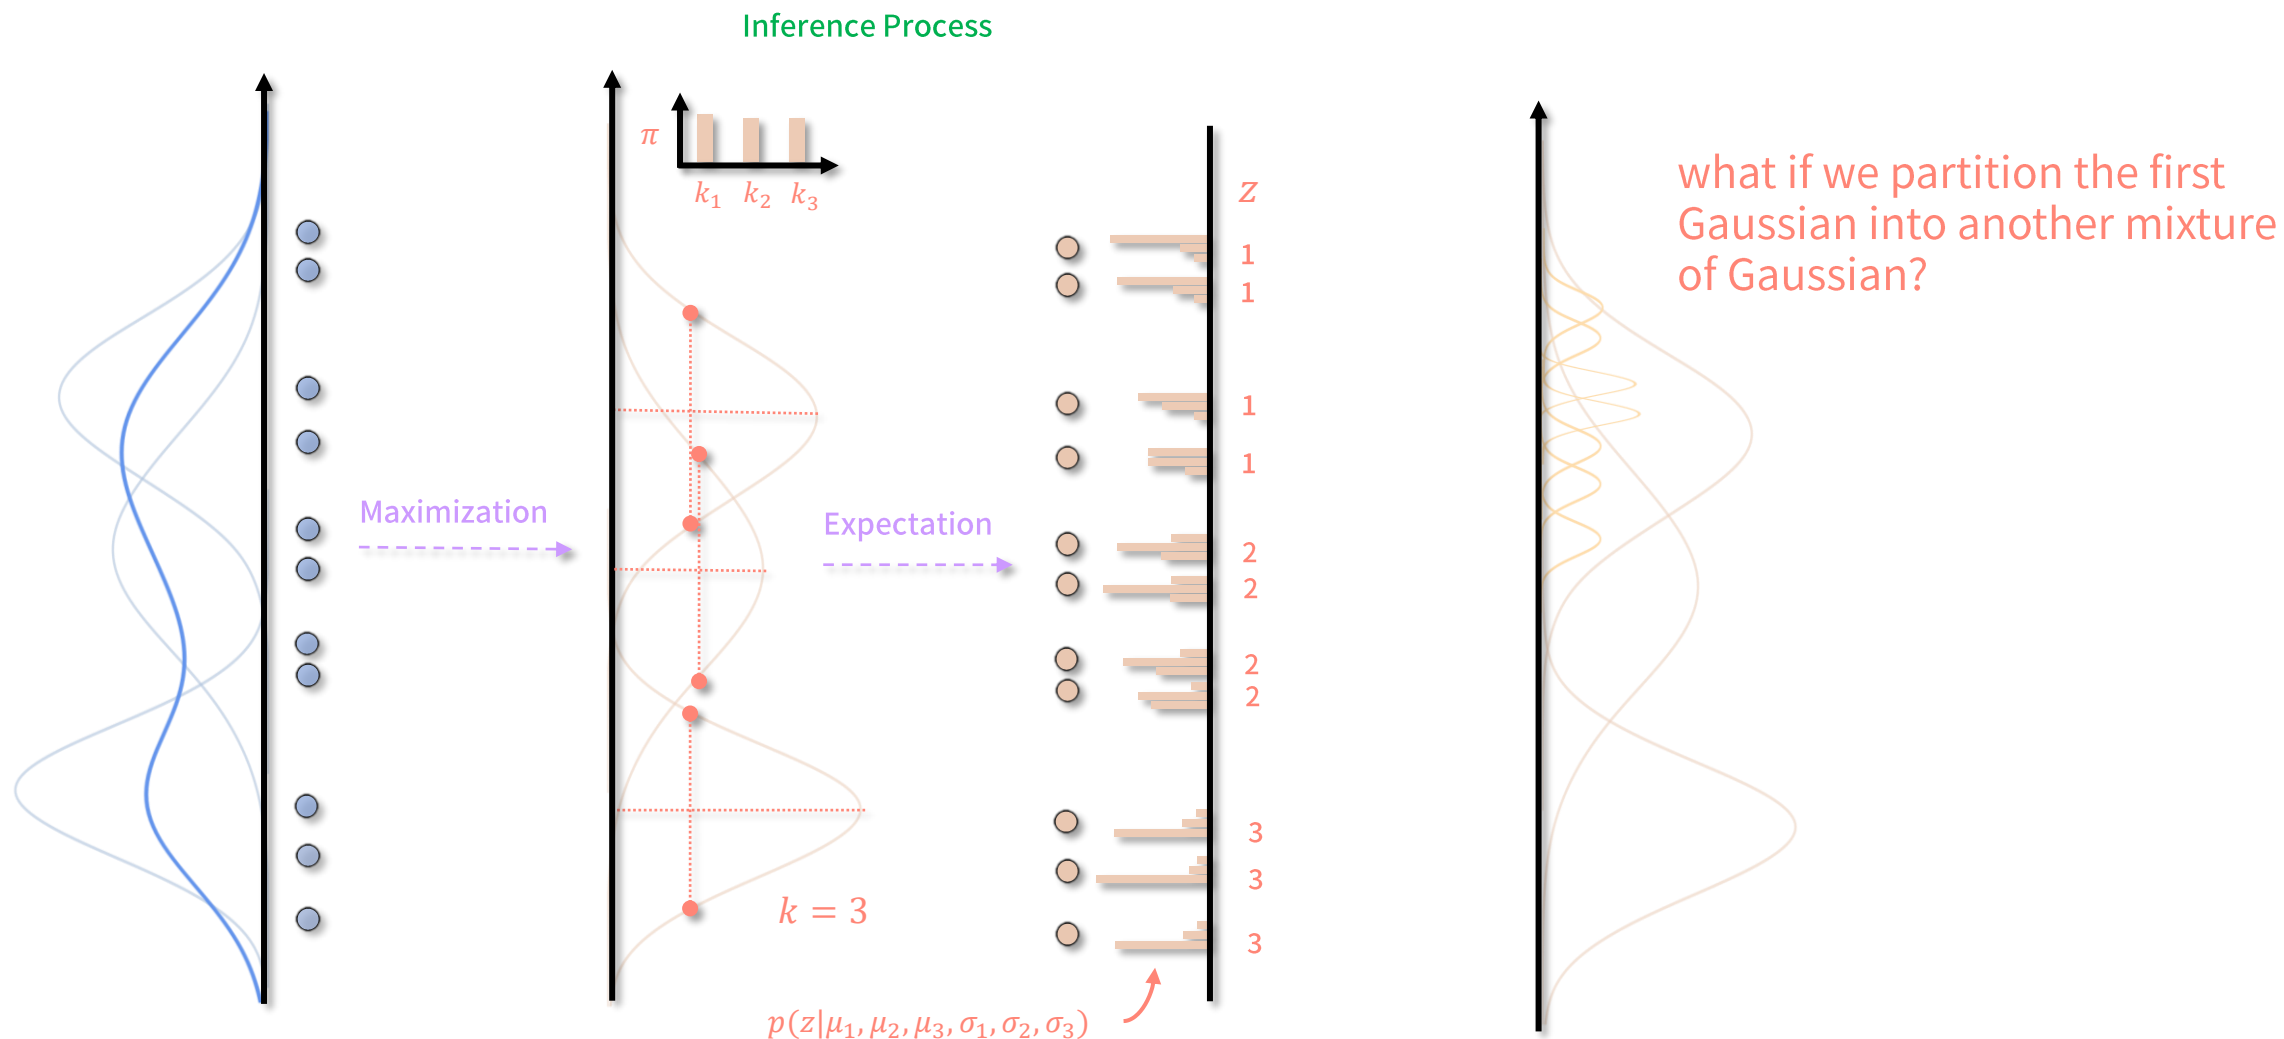 Inference Process
π
k₁ k₂ k₃
z
what if we partition the first
Gaussian into another mixture
of Gaussian?
1
1
1
1
Maximization
Expectation
2
2
2
2
3
3
3
k = 3
p(z|μ₁, μ₂, μ₃, σ₁, σ₂, σ₃)